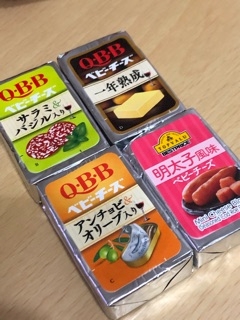 Q·B·B
ベビーチーズ
サラミ&
バジル入り
Q·B·B
ベビーチーズ
一年熟成
Q·B·B
ベビーチーズ
アンチョビ&
オリーブ入り
TOPVALU
明太子風味
ベビーチーズ